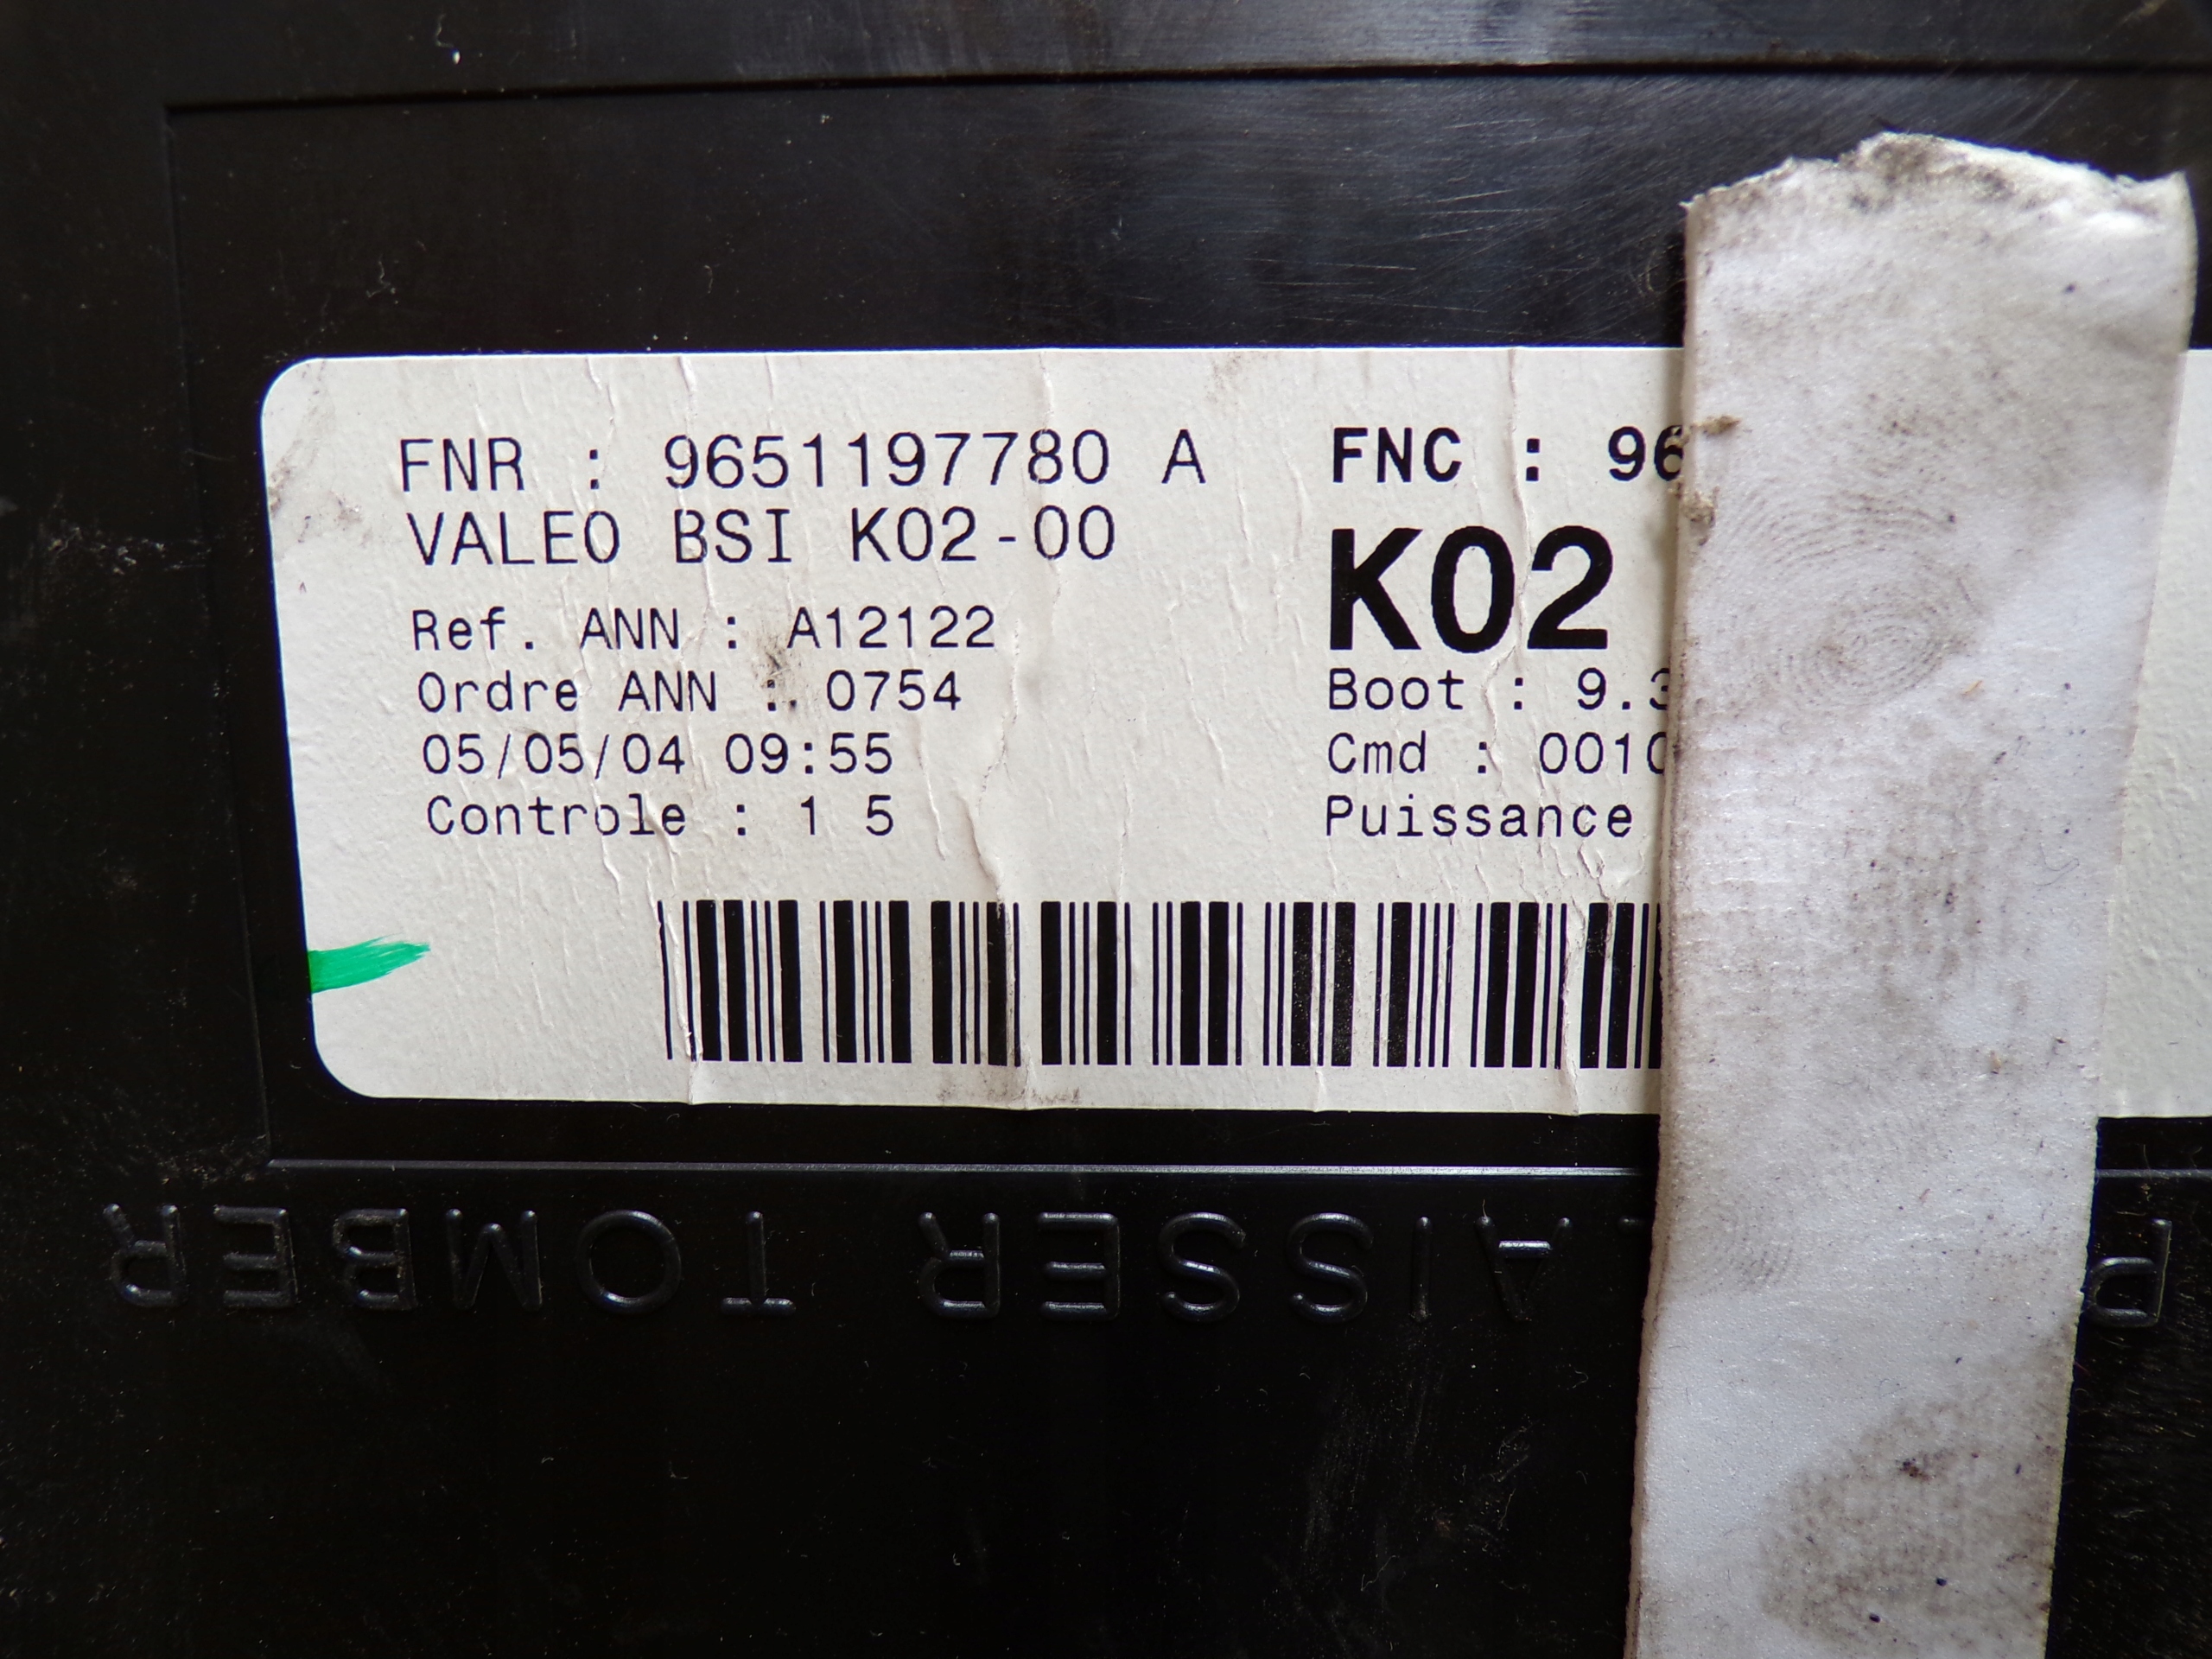 FNR : 9651197780 A
VALEO BSI K02-00
Ref. ANN : A12122
Ordre ANN : 0754
05/05/04 09:55
Controle : 1 5
FNC : 96
K02
Boot : 9.3
Cmd : 0010
Puissance
AISSER TOMBER